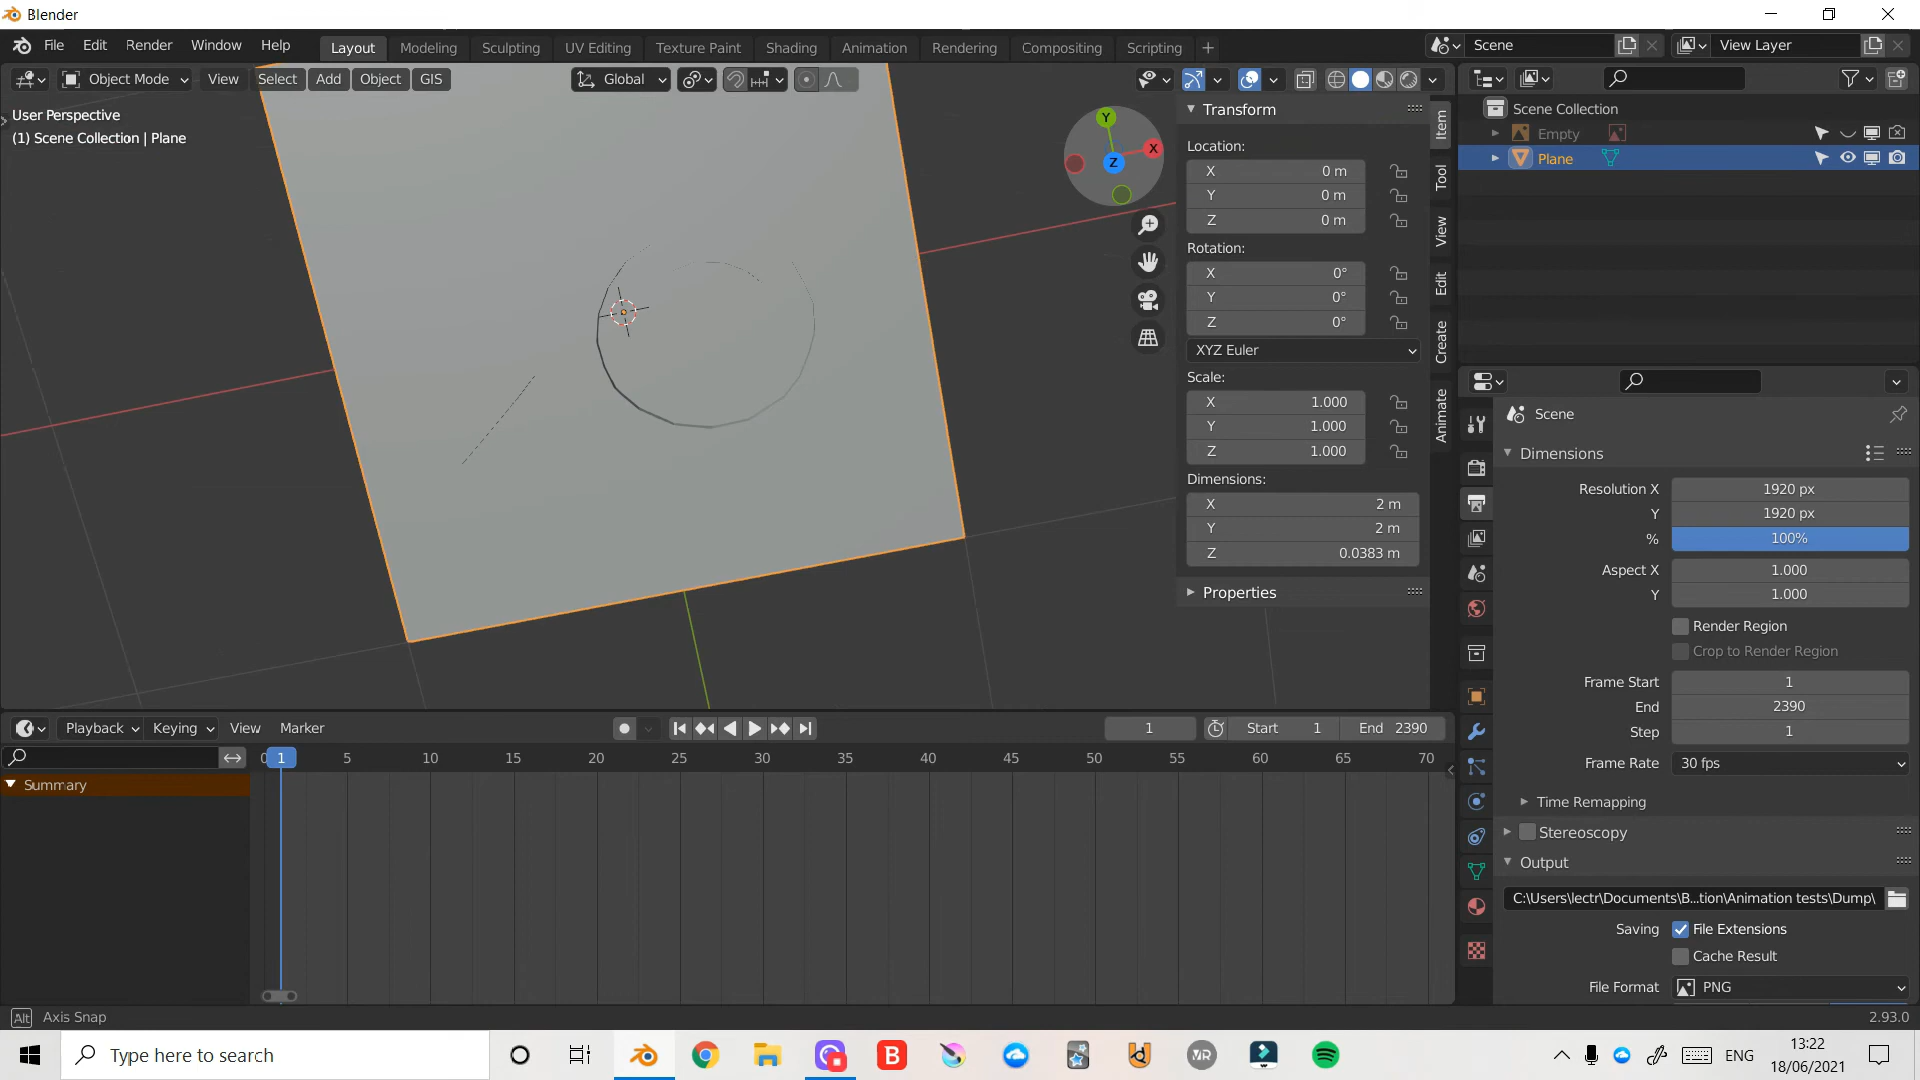 Blender
File Edit Render Window Help Layout Modeling Sculpting UV Editing Texture Paint Shading Animation Rendering Compositing Scripting + Scene View Layer
Object Mode View Select Add Object GIS Global
User Perspective
(1) Scene Collection | Plane
Y
X
Z
Transform
Location:
X 0 m
Y 0 m
Z 0 m
Rotation:
X 0°
Y 0°
Z 0°
XYZ Euler
Scale:
X 1.000
Y 1.000
Z 1.000
Dimensions:
X 2 m
Y 2 m
Z 0.0383 m
Properties
Item
Tool
View
Edit
Create
Animate
Scene Collection
Empty
Plane
Scene
Dimensions
Resolution X 1920 px
Y 1920 px
% 100%
Aspect X 1.000
Y 1.000
Render Region
Crop to Render Region
Frame Start 1
End 2390
Step 1
Frame Rate 30 fps
Time Remapping
Stereoscopy
Output
C:\Users\lectr\Documents\B...tion\Animation tests\Dump\
Saving File Extensions
Cache Result
File Format PNG
Playback Keying View Marker 1 Start 1 End 2390
0 1 5 10 15 20 25 30 35 40 45 50 55 60 65 70
Summary
Alt Axis Snap 2.93.0
Type here to search
ENG
13:22
18/06/2021